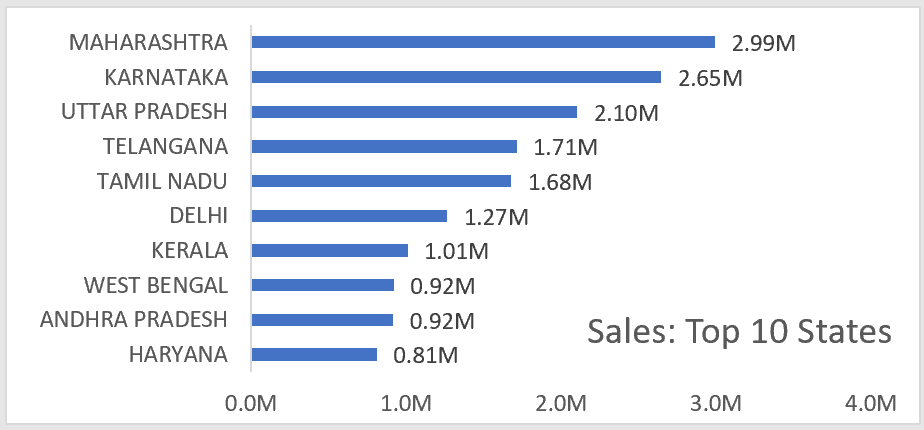 MAHARASHTRA 2.99M
KARNATAKA 2.65M
UTTAR PRADESH 2.10M
TELANGANA 1.71M
TAMIL NADU 1.68M
DELHI 1.27M
KERALA 1.01M
WEST BENGAL 0.92M
ANDHRA PRADESH 0.92M
Sales: Top 10 States
HARYANA 0.81M
0.0M 1.0M 2.0M 3.0M 4.0M